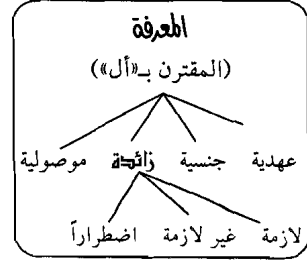 المعرفة
(المقترن بـ«أل»)
عهدية جنسية زائدة موصولية
لازمة غير لازمة اضطراراً